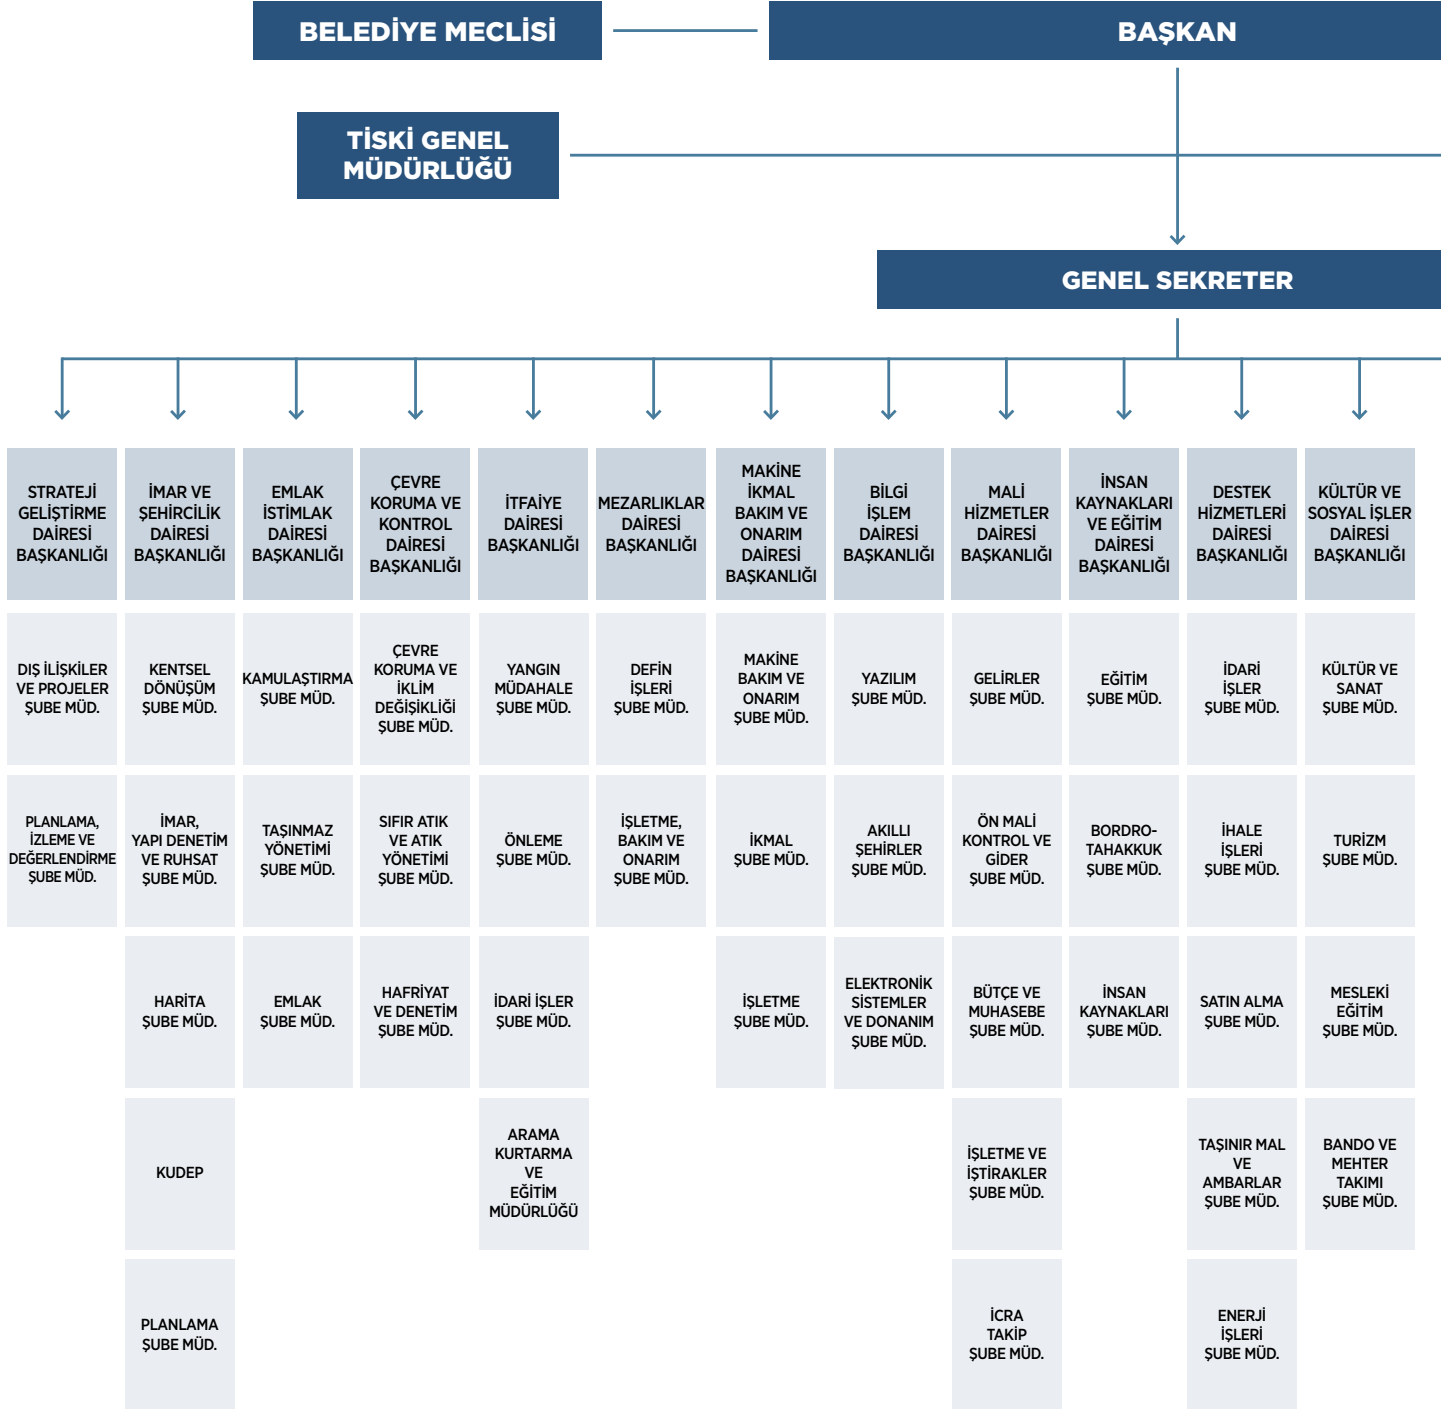 BELEDİYE MECLİSİ
BAŞKAN
TİSKİ GENEL
MÜDÜRLÜĞÜ
GENEL SEKRETER
STRATEJİ
GELİŞTİRME
DAİRESİ
BAŞKANLIĞI
İMAR VE
ŞEHİRCİLİK
DAİRESİ
BAŞKANLIĞI
EMLAK
İSTİMLAK
DAİRESİ
BAŞKANLIĞI
ÇEVRE
KORUMA VE
KONTROL
DAİRESİ
BAŞKANLIĞI
İTFAİYE
DAİRESİ
BAŞKANLIĞI
MEZARLIKLAR
DAİRESİ
BAŞKANLIĞI
MAKİNE
İKMAL
BAKIM VE
ONARIM
DAİRESİ
BAŞKANLIĞI
BİLGİ
İŞLEM
DAİRESİ
BAŞKANLIĞI
MALİ
HİZMETLER
DAİRESİ
BAŞKANLIĞI
İNSAN
KAYNAKLARI
VE EĞİTİM
DAİRESİ
BAŞKANLIĞI
DESTEK
HİZMETLERİ
DAİRESİ
BAŞKANLIĞI
KÜLTÜR VE
SOSYAL İŞLER
DAİRESİ
BAŞKANLIĞI
DIŞ İLİŞKİLER
VE PROJELER
ŞUBE MÜD.
KENTSEL
DÖNÜŞÜM
ŞUBE MÜD.
KAMULAŞTIRMA
ŞUBE MÜD.
ÇEVRE
KORUMA VE
İKLİM
DEĞİŞİKLİĞİ
ŞUBE MÜD.
YANGIN
MÜDAHALE
ŞUBE MÜD.
DEFİN
İŞLERİ
ŞUBE MÜD.
MAKİNE
BAKIM VE
ONARIM
ŞUBE MÜD.
YAZILIM
ŞUBE MÜD.
GELİRLER
ŞUBE MÜD.
EĞİTİM
ŞUBE MÜD.
İDARİ
İŞLER
ŞUBE MÜD.
KÜLTÜR VE
SANAT
ŞUBE MÜD.
PLANLAMA,
İZLEME VE
DEĞERLENDİRME
ŞUBE MÜD.
İMAR,
YAPI DENETİM
VE RUHSAT
ŞUBE MÜD.
TAŞINMAZ
YÖNETİMİ
ŞUBE MÜD.
SIFIR ATIK
VE ATIK
YÖNETİMİ
ŞUBE MÜD.
ÖNLEME
ŞUBE MÜD.
İŞLETME,
BAKIM VE
ONARIM
ŞUBE MÜD.
İKMAL
ŞUBE MÜD.
AKILLI
ŞEHİRLER
ŞUBE MÜD.
ÖN MALİ
KONTROL VE
GİDER
ŞUBE MÜD.
BORDRO-
TAHAKKUK
ŞUBE MÜD.
İHALE
İŞLERİ
ŞUBE MÜD.
TURİZM
ŞUBE MÜD.
HARİTA
ŞUBE MÜD.
EMLAK
ŞUBE MÜD.
HAFRİYAT
VE DENETİM
ŞUBE MÜD.
İDARİ İŞLER
ŞUBE MÜD.
İŞLETME
ŞUBE MÜD.
ELEKTRONİK
SİSTEMLER
VE DONANIM
ŞUBE MÜD.
BÜTÇE VE
MUHASEBE
ŞUBE MÜD.
İNSAN
KAYNAKLARI
ŞUBE MÜD.
SATIN ALMA
ŞUBE MÜD.
MESLEKİ
EĞİTİM
ŞUBE MÜD.
KUDEP
ARAMA
KURTARMA
VE
EĞİTİM
MÜDÜRLÜĞÜ
İŞLETME VE
İŞTİRAKLER
ŞUBE MÜD.
TAŞINIR MAL
VE
AMBARLAR
ŞUBE MÜD.
BANDO VE
MEHTER
TAKIMI
ŞUBE MÜD.
PLANLAMA
ŞUBE MÜD.
İCRA
TAKİP
ŞUBE MÜD.
ENERJİ
İŞLERİ
ŞUBE MÜD.